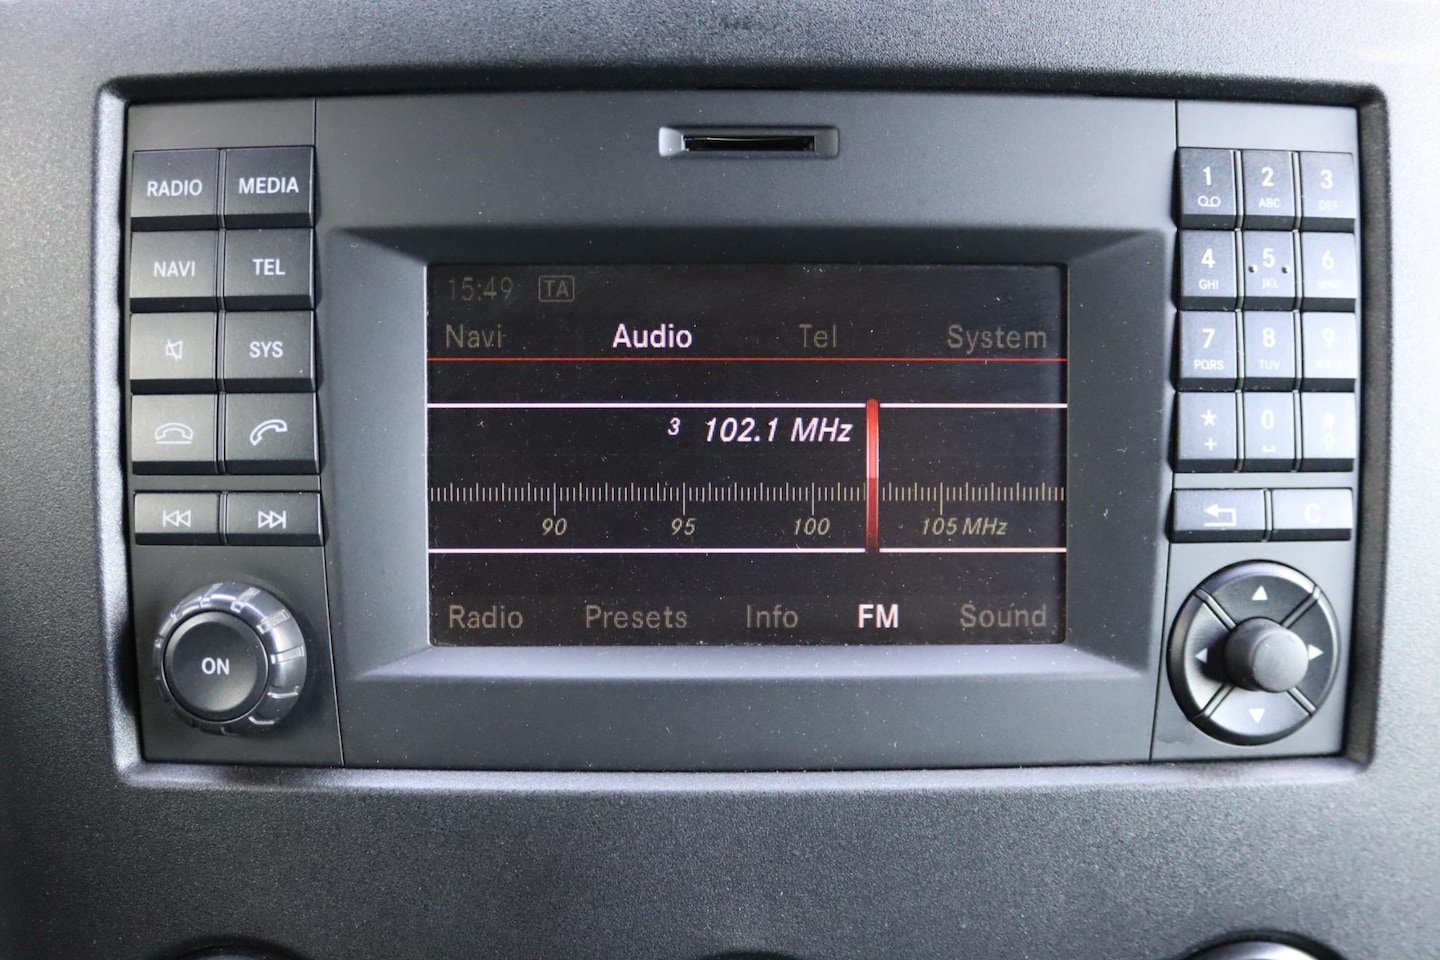 RADIO MEDIA
NAVI TEL
SYS
ON
15:49 TA
Navi Audio Tel System
3 102.1 MHz
90 95 100 105 MHz
Radio Presets Info FM Sound
1 2 3
ABC DEF
4 5 6
GHI JKL MNO
7 8 9
PQRS TUV
* 0 #
+
C